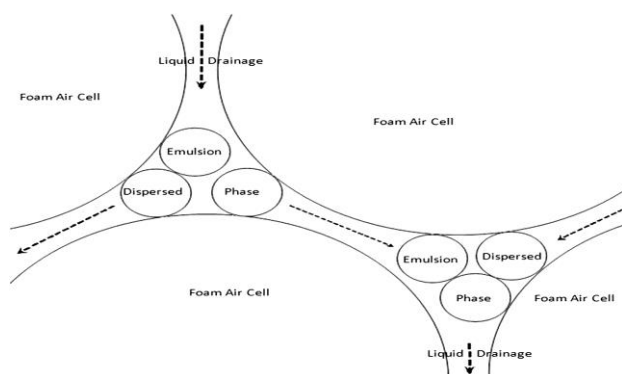 Liquid Drainage
Foam Air Cell
Foam Air Cell
Emulsion
Dispersed Phase
Emulsion Dispersed
Phase
Foam Air Cell
Foam Air Cell
Liquid Drainage